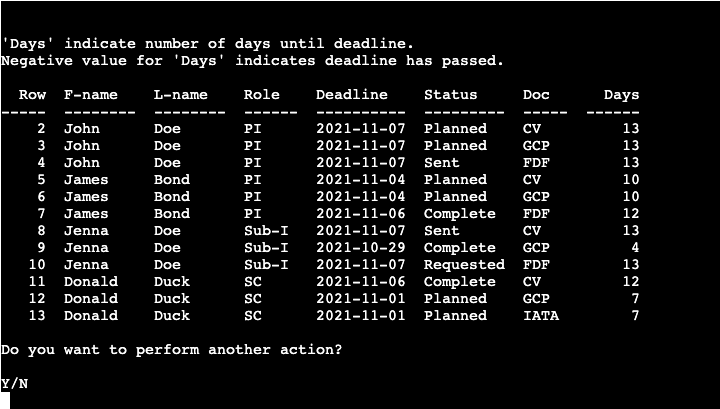 'Days' indicate number of days until deadline.
Negative value for 'Days' indicates deadline has passed.
Row F-name L-name Role Deadline Status Doc Days
----- -------- -------- ------ ---------- --------- ----- ------
2 John Doe PI 2021-11-07 Planned CV 13
3 John Doe PI 2021-11-07 Planned GCP 13
4 John Doe PI 2021-11-07 Sent FDF 13
5 James Bond PI 2021-11-04 Planned CV 10
6 James Bond PI 2021-11-04 Planned GCP 10
7 James Bond PI 2021-11-06 Complete FDF 12
8 Jenna Doe Sub-I 2021-11-07 Sent CV 13
9 Jenna Doe Sub-I 2021-10-29 Complete GCP 4
10 Jenna Doe Sub-I 2021-11-07 Requested FDF 13
11 Donald Duck SC 2021-11-06 Complete CV 12
12 Donald Duck SC 2021-11-01 Planned GCP 7
13 Donald Duck SC 2021-11-01 Planned IATA 7
Do you want to perform another action?
Y/N